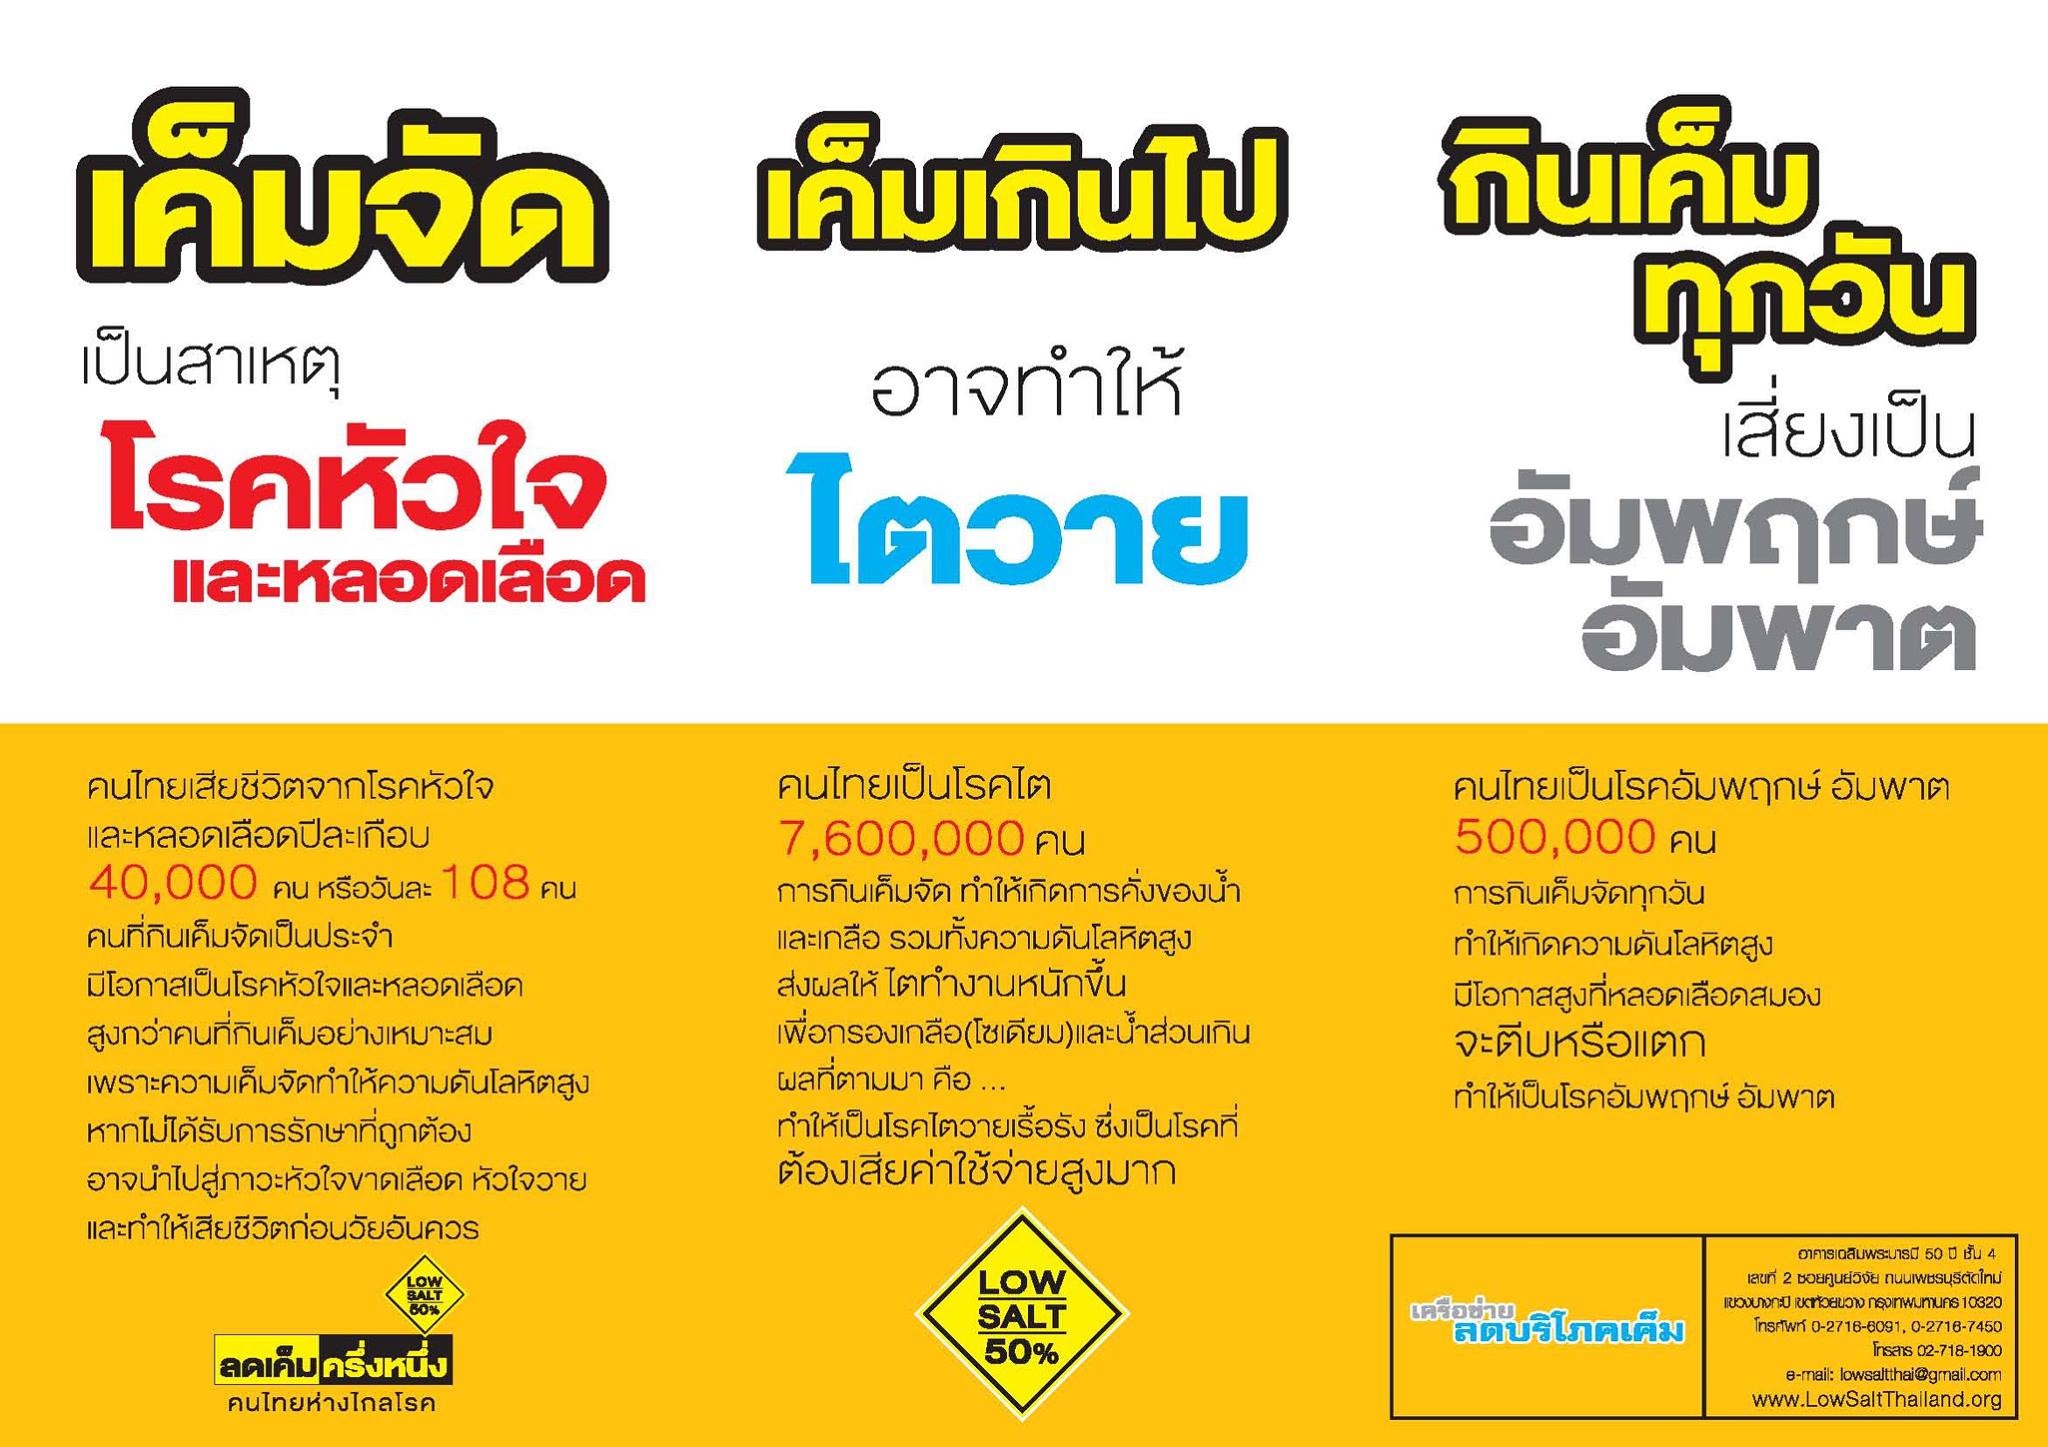 เค็มจัด
เป็นสาเหตุ
โรคหัวใจ
และหลอดเลือด
คนไทยเสียชีวิตจากโรคหัวใจ
และหลอดเลือดปีละเกือบ
40,000 คน หรือวันละ 108 คน
คนที่กินเค็มจัดเป็นประจำ
มีโอกาสเป็นโรคหัวใจและหลอดเลือด
สูงกว่าคนที่กินเค็มอย่างเหมาะสม
เพราะความเค็มจัดทำให้ความดันโลหิตสูง
หากไม่ได้รับการรักษาที่ถูกต้อง
อาจนำไปสู่ภาวะหัวใจขาดเลือด หัวใจวาย
และทำให้เสียชีวิตก่อนวัยอันควร
LOW
SALT
50%
ลดเค็มครึ่งหนึ่ง
คนไทยห่างไกลโรค
เค็มเกินไป
อาจทำให้
ไตวาย
คนไทยเป็นโรคไต
7,600,000 คน
การกินเค็มจัด ทำให้เกิดการคั่งของน้ำ
และเกลือ รวมทั้งความดันโลหิตสูง
ส่งผลให้ ไตทำงานหนักขึ้น
เพื่อกรองเกลือ(โซเดียม)และน้ำส่วนเกิน
ผลที่ตามมา คือ ...
ทำให้เป็นโรคไตวายเรื้อรัง ซึ่งเป็นโรคที่
ต้องเสียค่าใช้จ่ายสูงมาก
LOW
SALT
50%
กินเค็ม
ทุกวัน
เสี่ยงเป็น
อัมพฤกษ์
อัมพาต
คนไทยเป็นโรคอัมพฤกษ์ อัมพาต
500,000 คน
การกินเค็มจัดทุกวัน
ทำให้เกิดความดันโลหิตสูง
มีโอกาสสูงที่หลอดเลือดสมอง
จะตีบหรือแตก
ทำให้เป็นโรคอัมพฤกษ์ อัมพาต
เครือข่าย
ลดบริโภคเค็ม
อาคารเฉลิมพระบารมี 50 ปี ชั้น 4
เลขที่ 2 ซอยศูนย์วิจัย ถนนเพชรบุรีตัดใหม่
แขวงบางกะปิ เขตห้วยขวาง กรุงเทพมหานคร 10320
โทรศัพท์ 0-2716-6091, 0-2716-7450
โทรสาร 02-718-1900
e-mail: lowsaltthai@gmail.com
www.LowSaltThailand.org